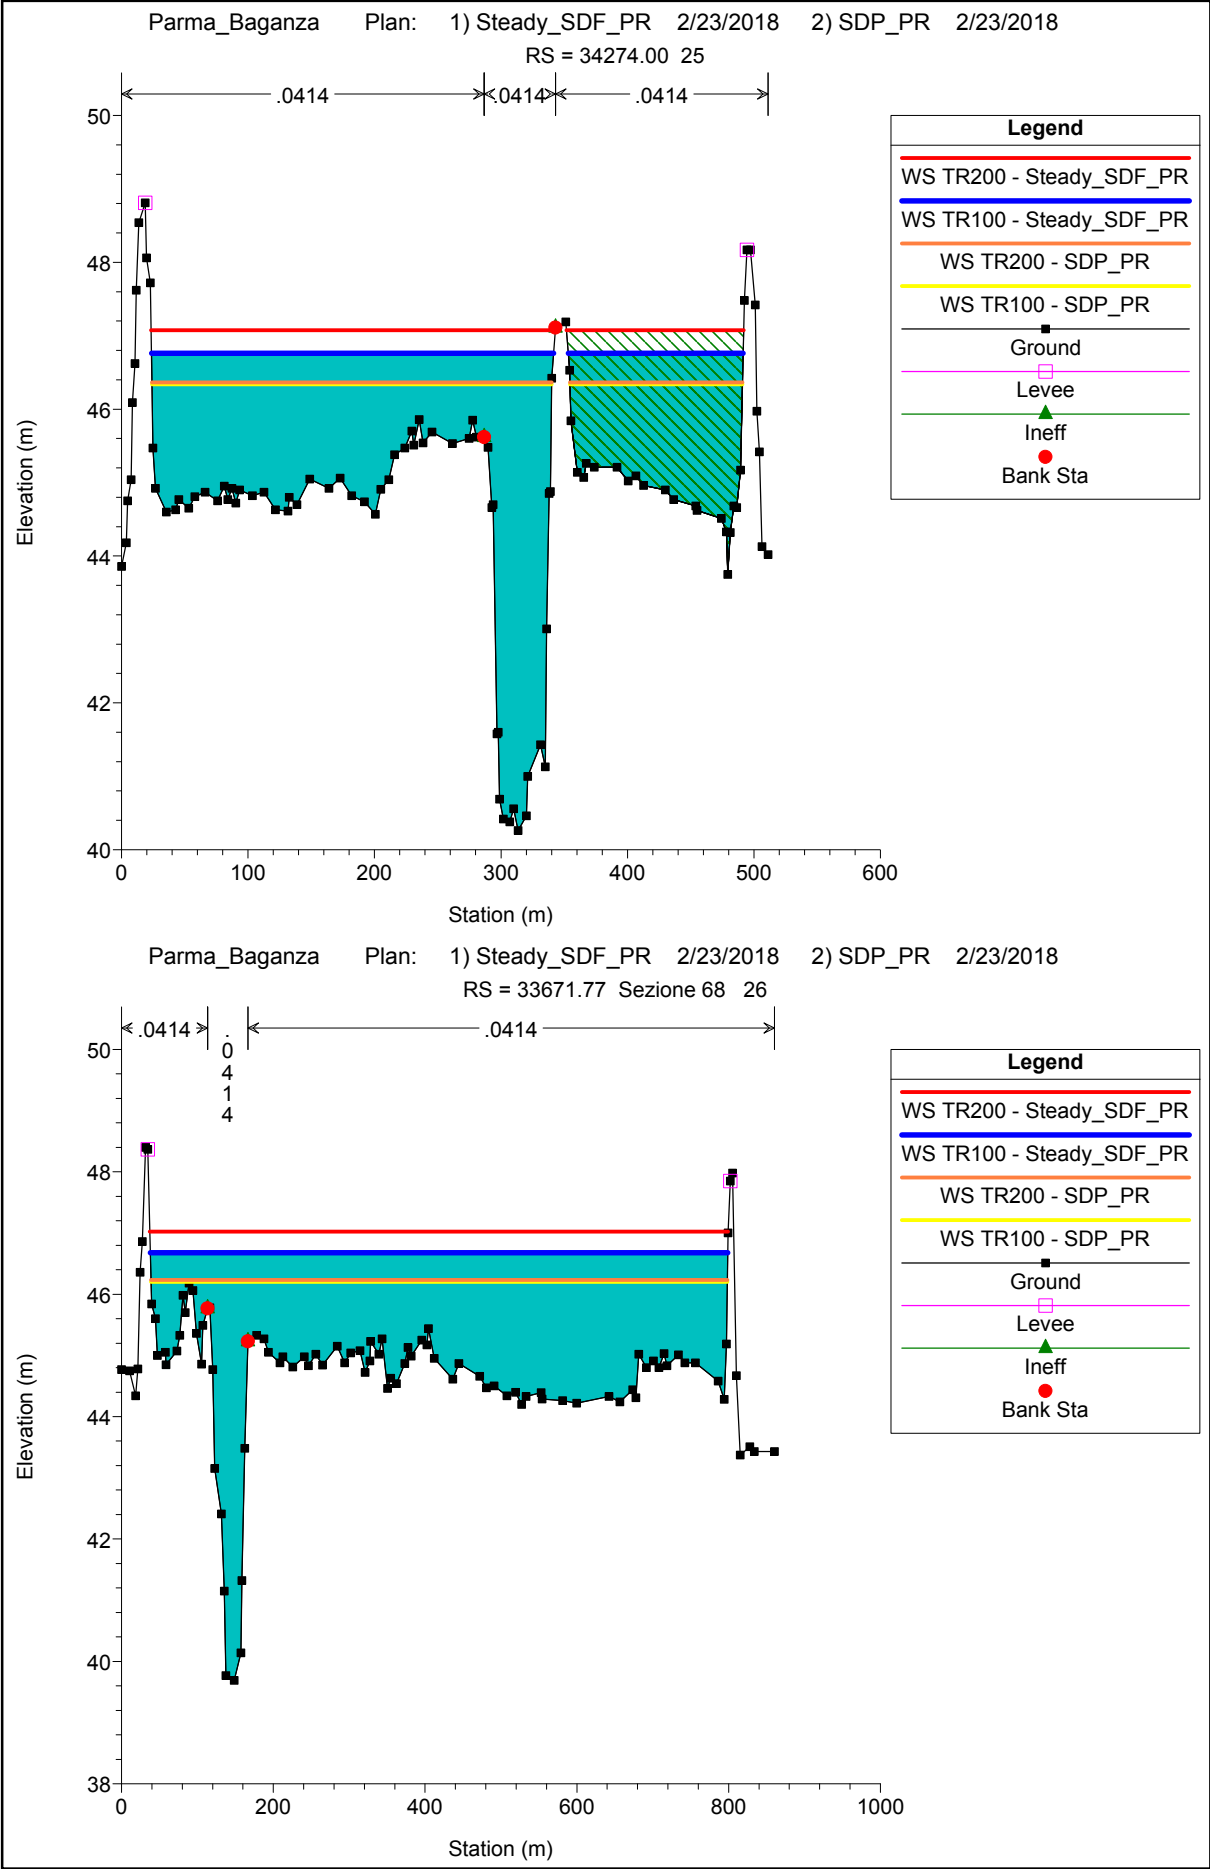 Parma_Baganza Plan: 1) Steady_SDF_PR 2/23/2018 2) SDP_PR 2/23/2018
RS = 34274.00 25
.0414 .0414 .0414
50
48
46
44
42
40
0 100 200 300 400 500 600
Station (m)
Elevation (m)
Legend
WS TR200 - Steady_SDF_PR
WS TR100 - Steady_SDF_PR
WS TR200 - SDP_PR
WS TR100 - SDP_PR
Ground
Levee
Ineff
Bank Sta
Parma_Baganza Plan: 1) Steady_SDF_PR 2/23/2018 2) SDP_PR 2/23/2018
RS = 33671.77 Sezione 68 26
.0414 .0414 .0414
50
48
46
44
42
40
38
0 200 400 600 800 1000
Station (m)
Elevation (m)
Legend
WS TR200 - Steady_SDF_PR
WS TR100 - Steady_SDF_PR
WS TR200 - SDP_PR
WS TR100 - SDP_PR
Ground
Levee
Ineff
Bank Sta